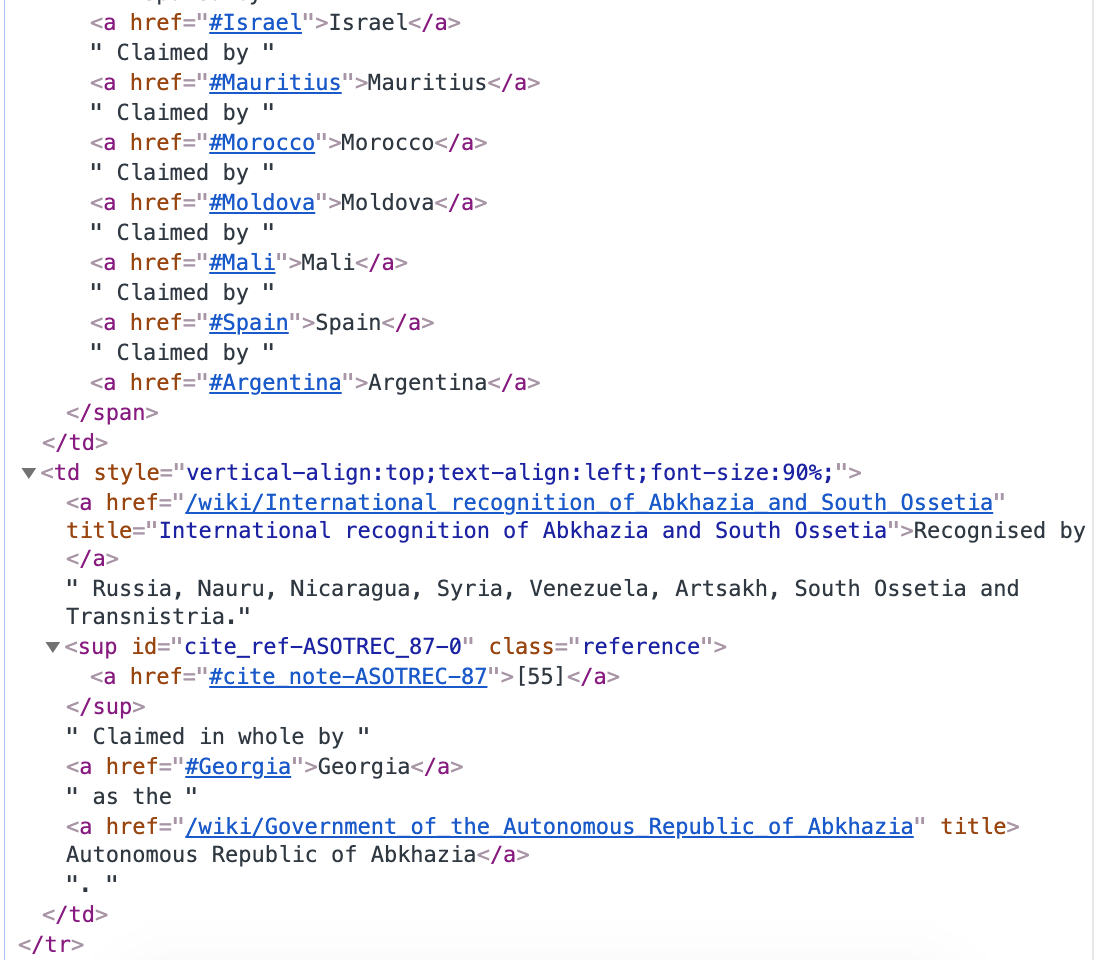 <a href="#Israel">Israel</a>
" Claimed by "
<a href="#Mauritius">Mauritius</a>
" Claimed by "
<a href="#Morocco">Morocco</a>
" Claimed by "
<a href="#Moldova">Moldova</a>
" Claimed by "
<a href="#Mali">Mali</a>
" Claimed by "
<a href="#Spain">Spain</a>
" Claimed by "
<a href="#Argentina">Argentina</a>
</span>
</td>
<td style="vertical-align:top;text-align:left;font-size:90%;">
<a href="/wiki/International_recognition_of_Abkhazia_and_South_Ossetia"
title="International recognition of Abkhazia and South Ossetia">Recognised by
</a>
" Russia, Nauru, Nicaragua, Syria, Venezuela, Artsakh, South Ossetia and
Transnistria."
<sup id="cite_ref-ASOTREC_87-0" class="reference">
<a href="#cite_note-ASOTREC-87">[55]</a>
</sup>
" Claimed in whole by "
<a href="#Georgia">Georgia</a>
" as the "
<a href="/wiki/Government_of_the_Autonomous_Republic_of_Abkhazia" title>
Autonomous Republic of Abkhazia</a>
". "
</td>
</tr>